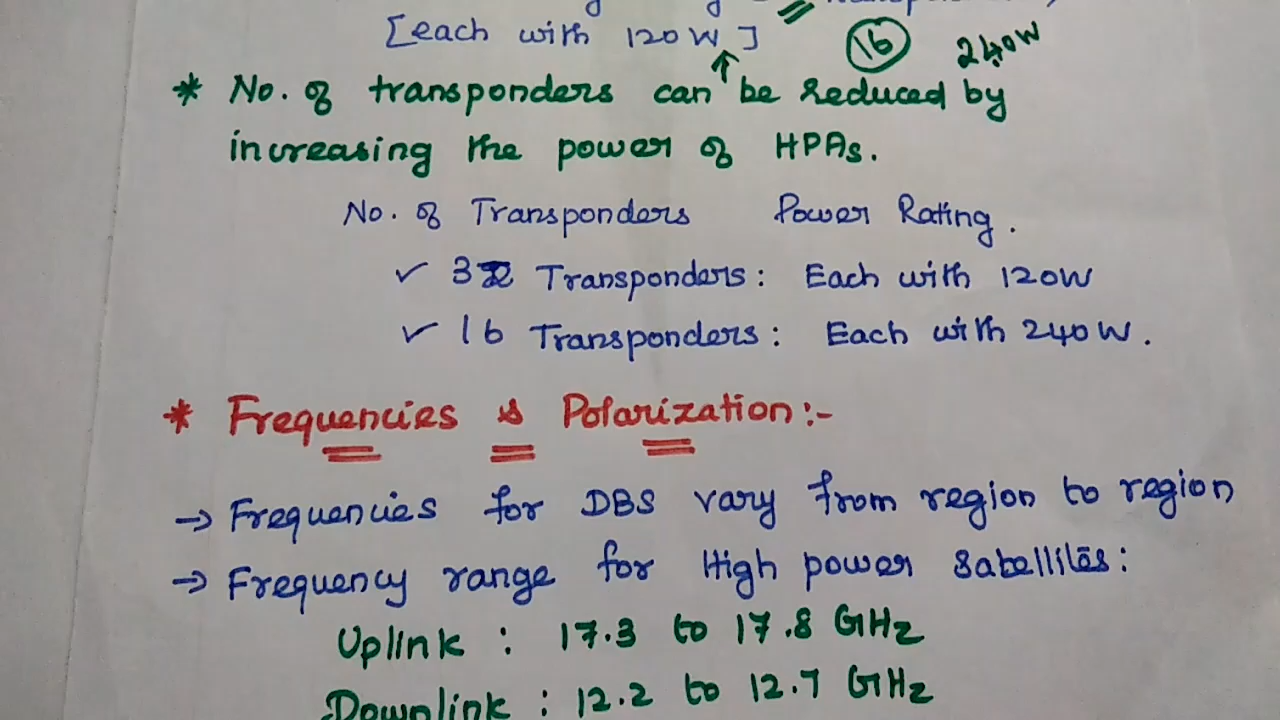 [each with 120W] 16 240W
* No. of transponders can be reduced by
increasing the power of HPAs.
No. of Transponders Power Rating.
✓ 32 Transponders: Each with 120W
✓ 16 Transponders: Each with 240W.
* Frequencies & Polarization:-
→ Frequencies for DBS vary from region to region
→ Frequency range for High power Satellites:
Uplink : 17.3 to 17.8 GHz
Downlink : 12.2 to 12.7 GHz